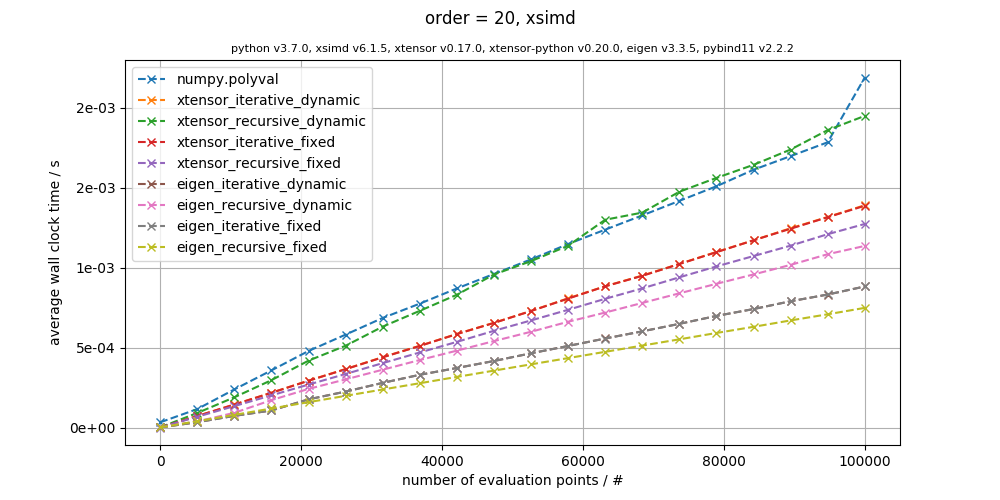 order = 20, xsimd
python v3.7.0, xsimd v6.1.5, xtensor v0.17.0, xtensor-python v0.20.0, eigen v3.3.5, pybind11 v2.2.2
numpy.polyval
xtensor_iterative_dynamic
xtensor_recursive_dynamic
xtensor_iterative_fixed
xtensor_recursive_fixed
eigen_iterative_dynamic
eigen_recursive_dynamic
eigen_iterative_fixed
eigen_recursive_fixed
average wall clock time / s
2e-03
2e-03
1e-03
5e-04
0e+00
0
20000
40000
60000
80000
100000
number of evaluation points / #